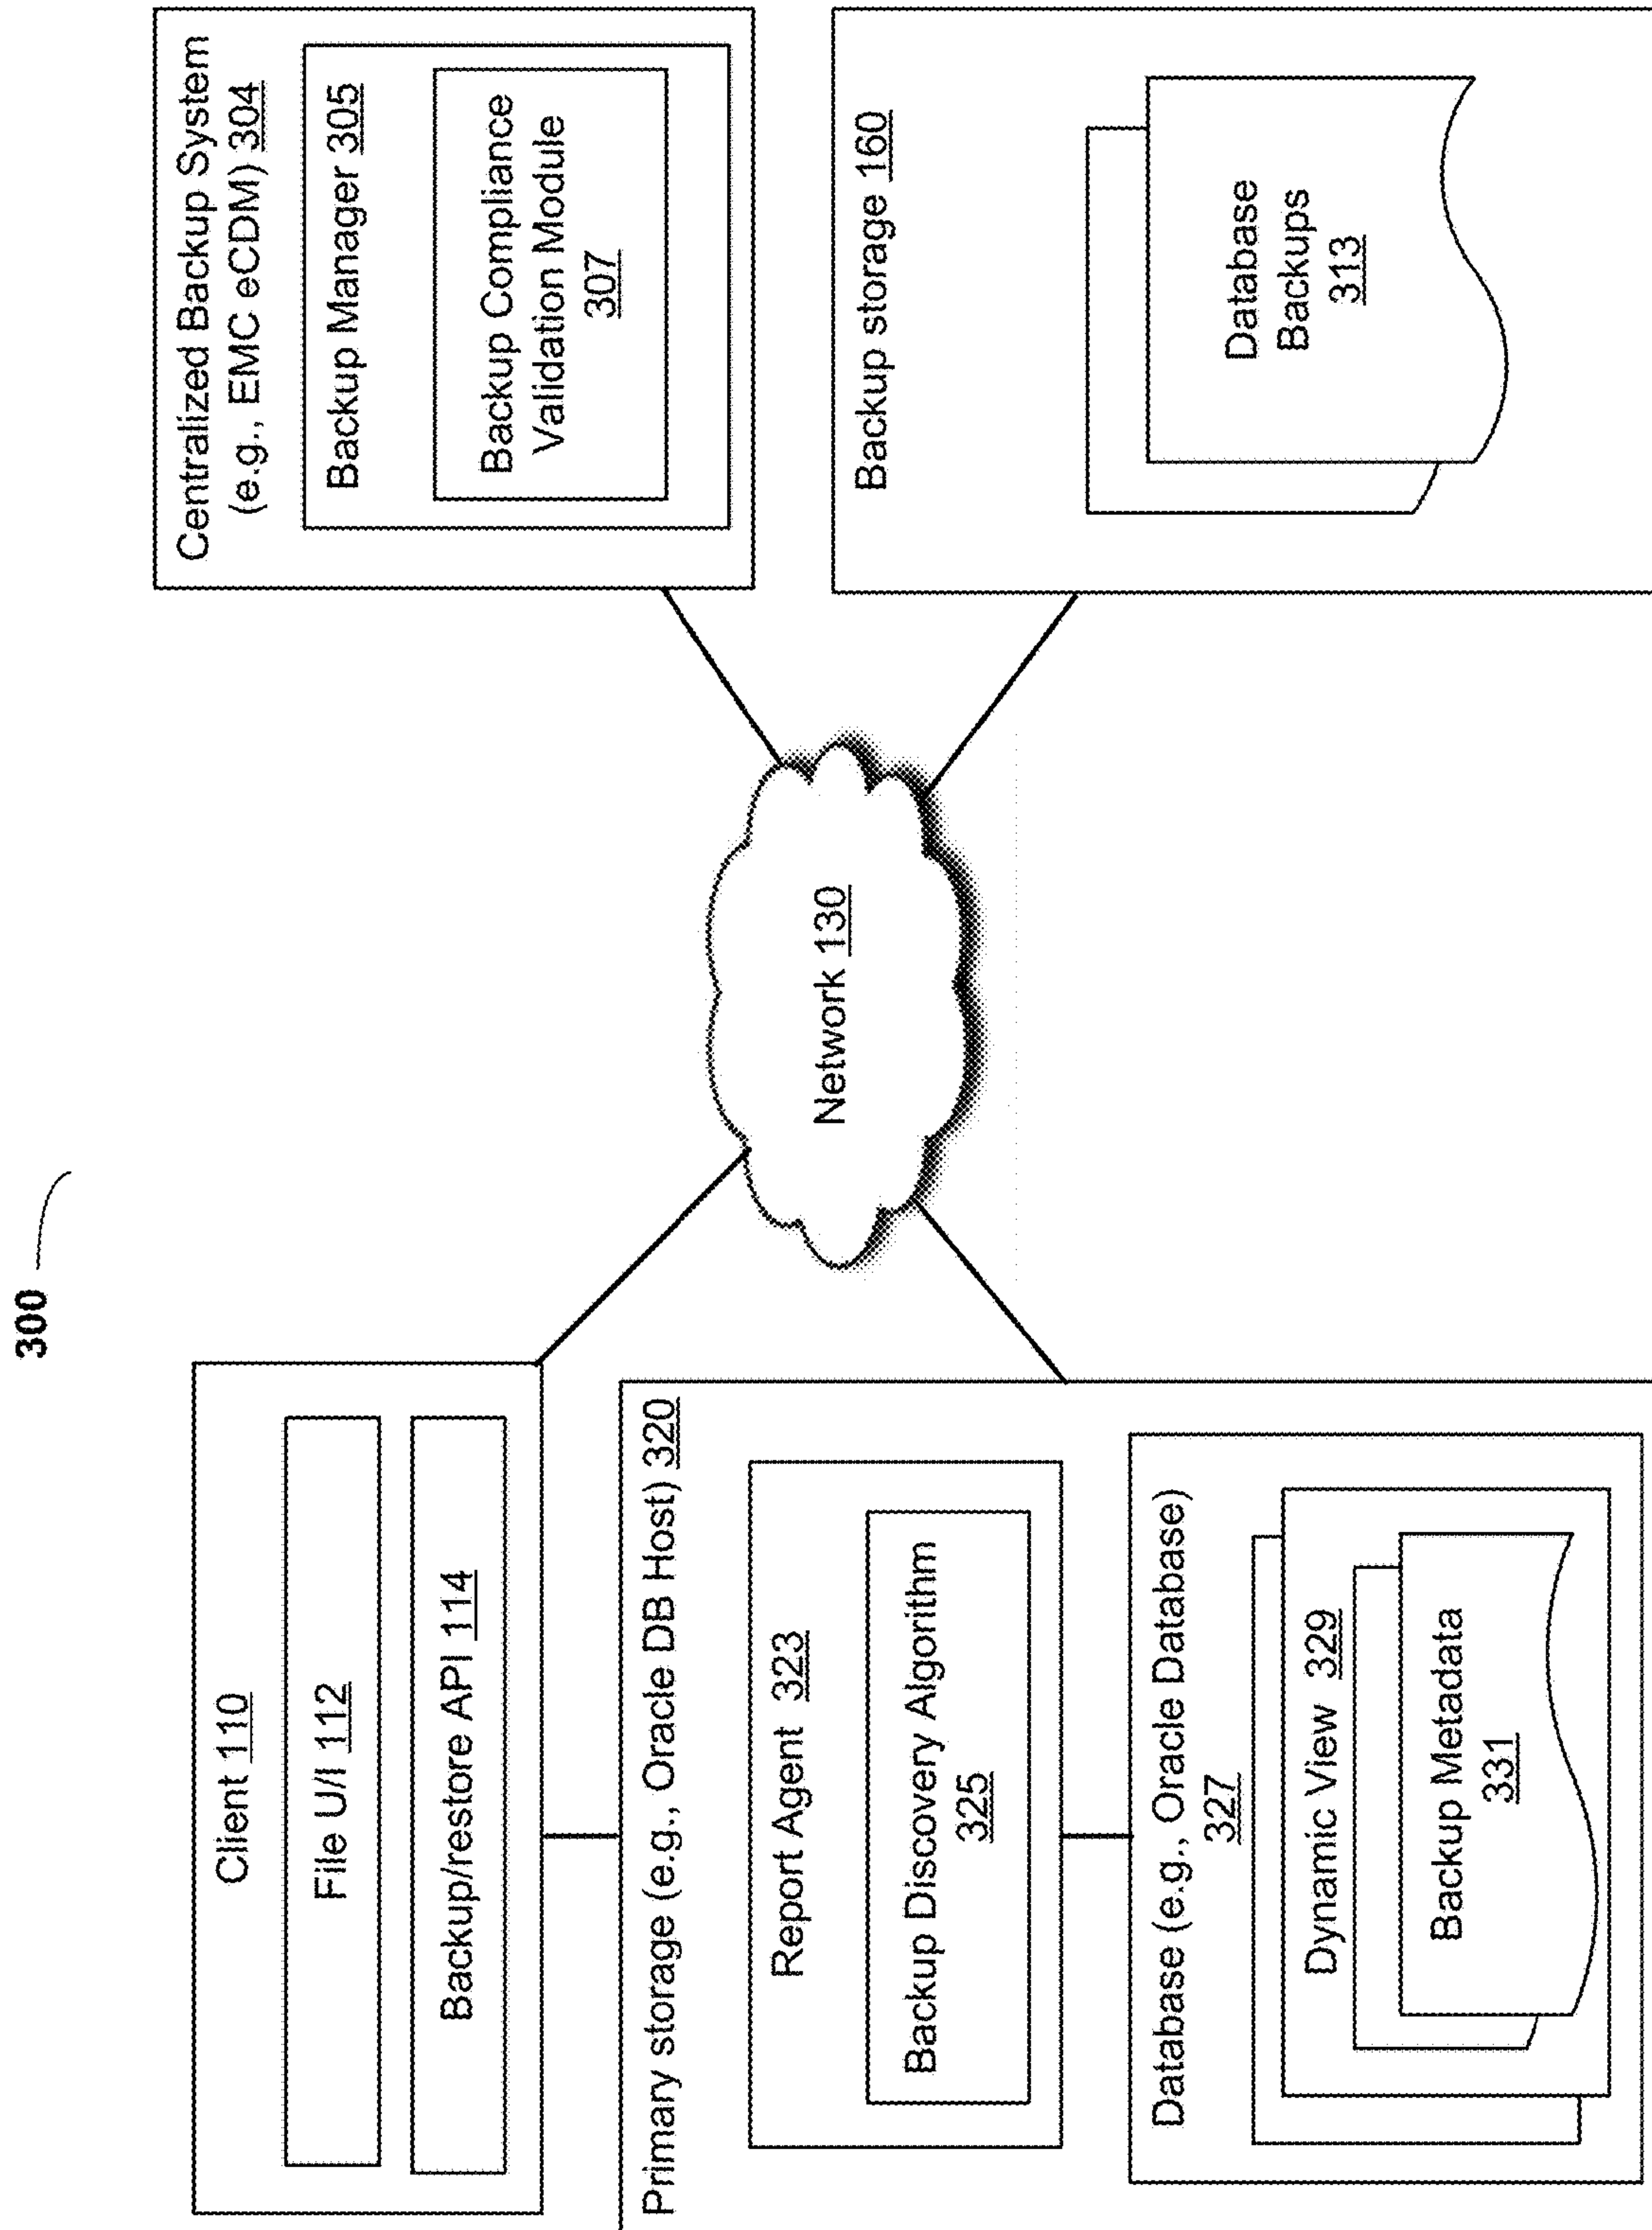 300
Client 110
File U/I 112
Backup/restore API 114
Primary storage (e.g., Oracle DB Host) 320
Report Agent 323
Backup Discovery Algorithm
325
Database (e.g., Oracle Database)
327
Dynamic View 329
Backup Metadata
331
Network 130
Centralized Backup System
(e.g., EMC eCDM) 304
Backup Manager 305
Backup Compliance
Validation Module
307
Backup storage 160
Database
Backups
313